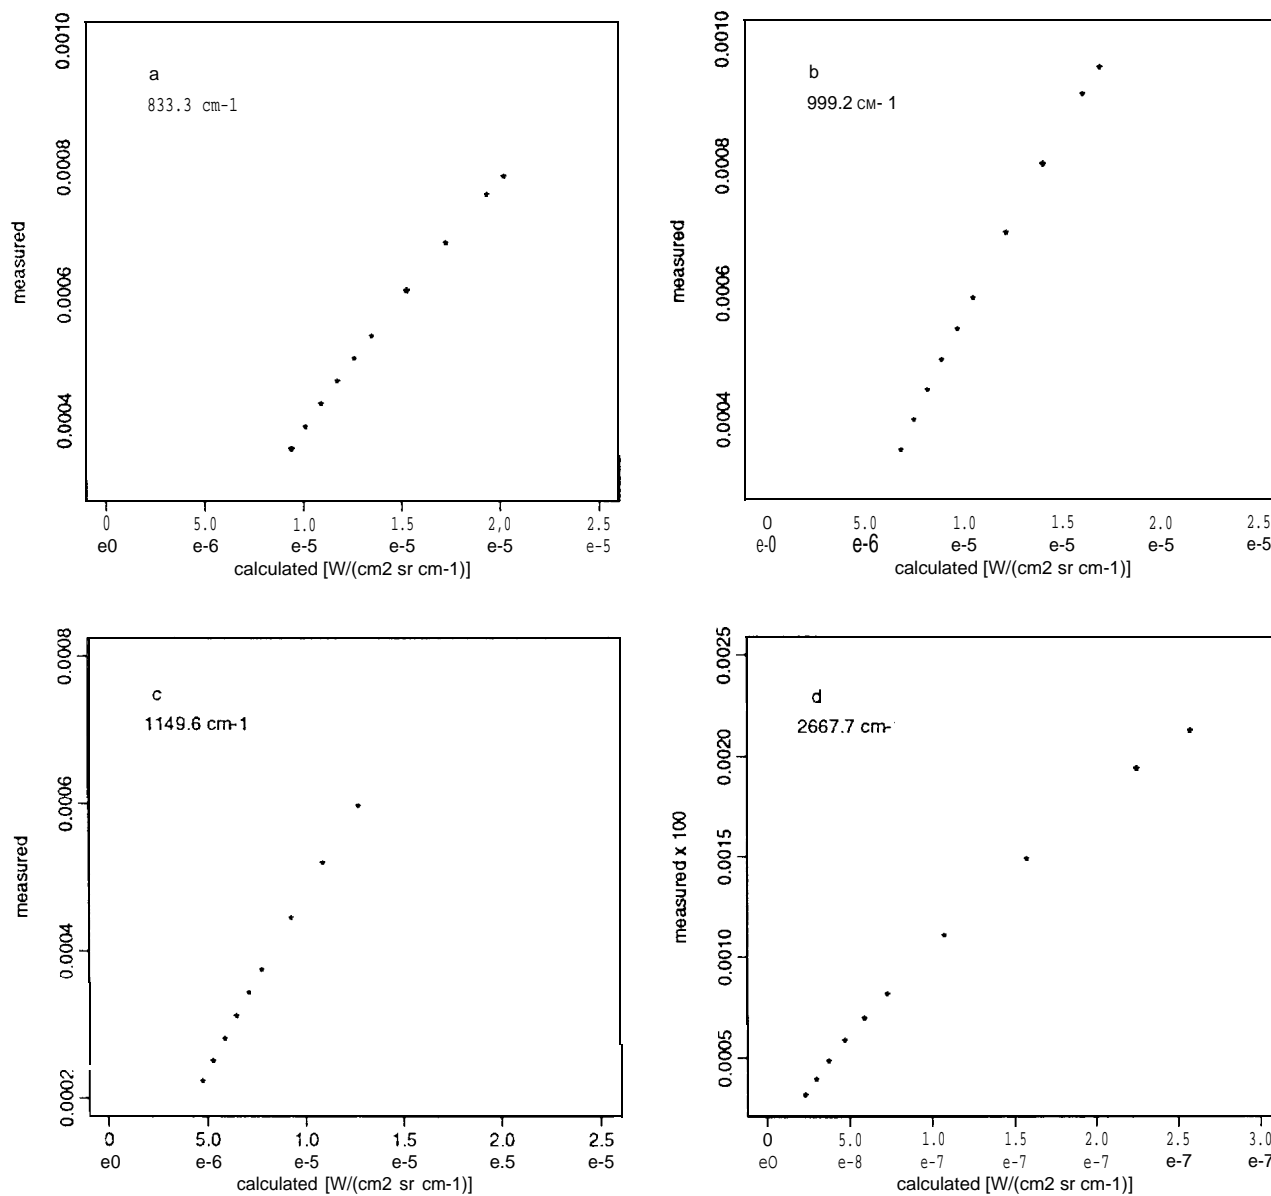 a
833.3 cm-1
measured
0.0010
0.0008
0.0006
0.0004
0 5.0 1.0 1.5 2,0 2.5
e0 e-6 e-5 e-5 e-5 e-5
calculated [W/(cm2 sr cm-1)]
b
999.2 CM- 1
measured
0.0010
0.0008
0.0006
0.0004
0 5.0 1.0 1.5 2.0 2.5
e-0 e-6 e-5 e-5 e-5 e-5
calculated [W/(cm2 sr cm-1)]
c
1149.6 cm-1
measured
0.0008
0.0006
0.0004
0.0002
0 5.0 1.0 1.5 2.0 2.5
e0 e-6 e-5 e-5 e.5 e-5
calculated [W/(cm2 sr cm-1)]
d
2667.7 cm-
measured x 100
0.0025
0.0020
0.0015
0.0010
0.0005
0 5.0 1.0 1.5 2.0 2.5 3.0
e0 e-8 e-7 e-7 e-7 e-7 e-7
calculated [W/(cm2 sr cm-1)]